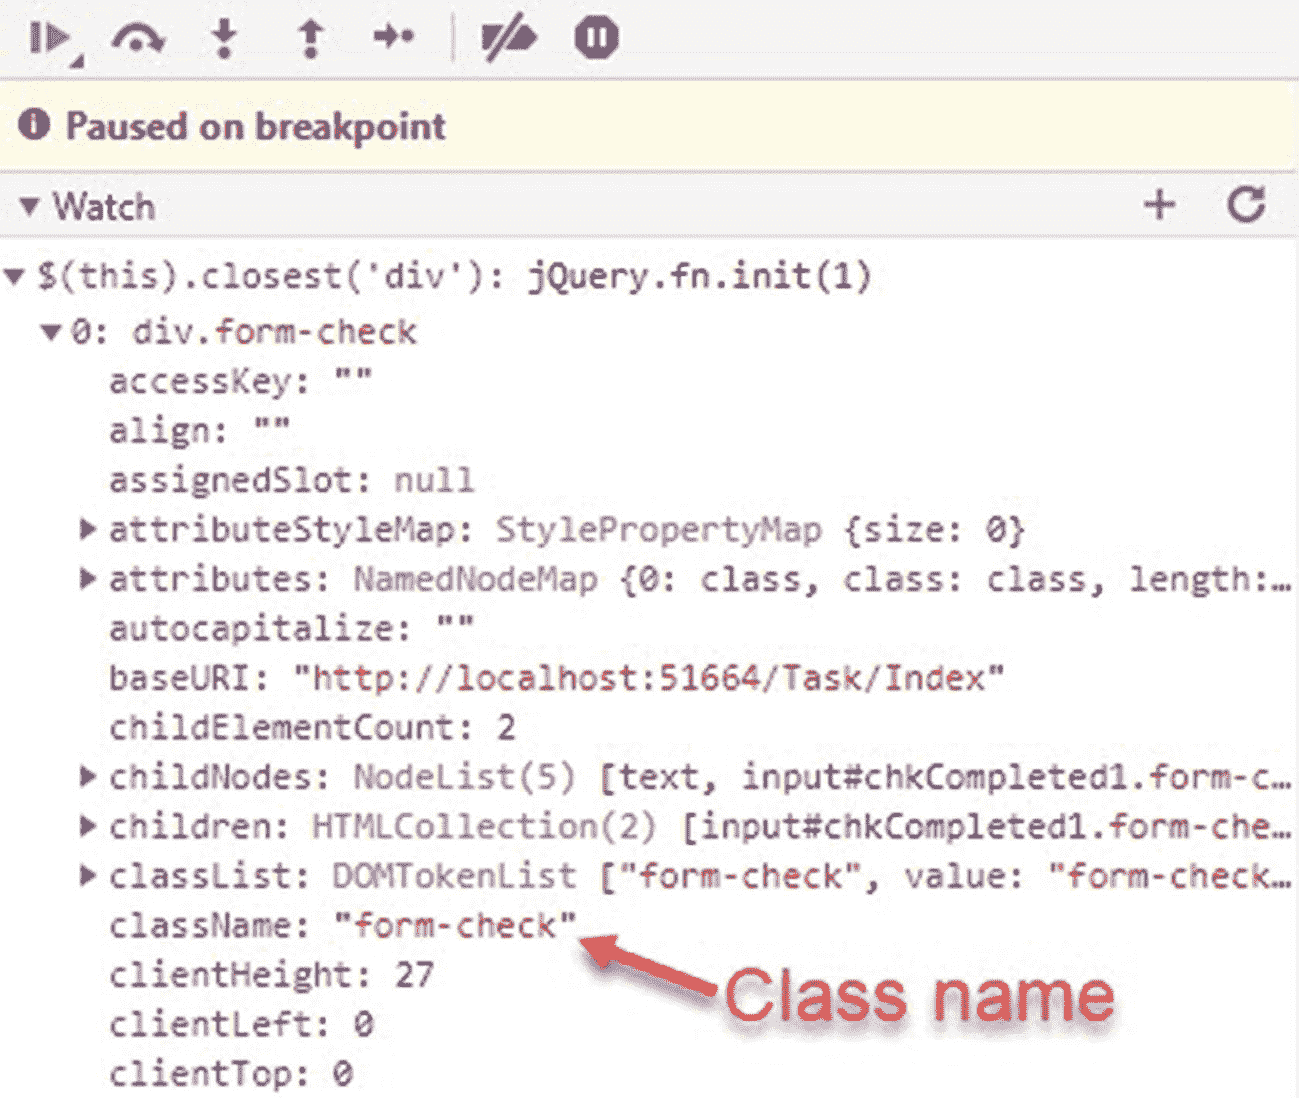 Paused on breakpoint
Watch
$(this).closest('div'): jQuery.fn.init(1)
0: div.form-check
accessKey: ""
align: ""
assignedSlot: null
attributeStyleMap: StylePropertyMap {size: 0}
attributes: NamedNodeMap {0: class, class: class, length:…
autocapitalize: ""
baseURI: "http://localhost:51664/Task/Index"
childElementCount: 2
childNodes: NodeList(5) [text, input#chkCompleted1.form-c…
children: HTMLCollection(2) [input#chkCompleted1.form-che…
classList: DOMTokenList ["form-check", value: "form-check…
className: "form-check"
clientHeight: 27
Class name
clientLeft: 0
clientTop: 0